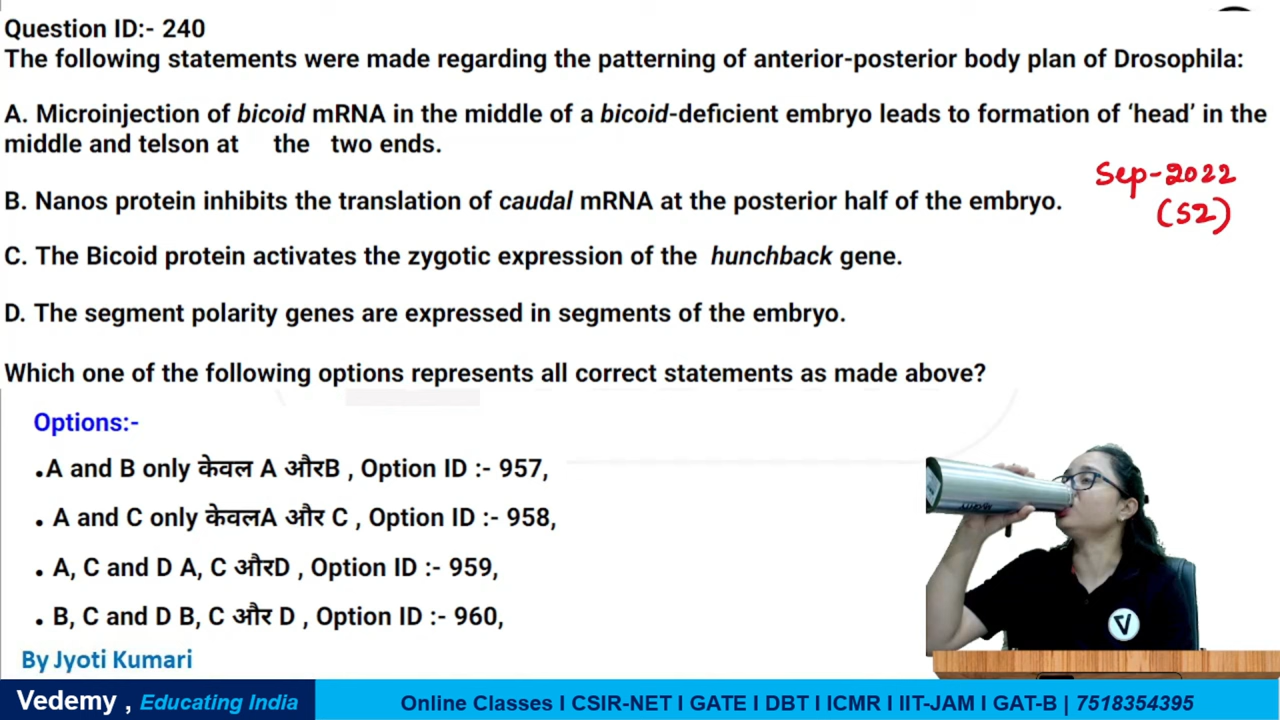 Question ID:- 240
The following statements were made regarding the patterning of anterior-posterior body plan of Drosophila:
A. Microinjection of bicoid mRNA in the middle of a bicoid-deficient embryo leads to formation of ‘head’ in the
middle and telson at the two ends.
Sep-2022
(S2)
B. Nanos protein inhibits the translation of caudal mRNA at the posterior half of the embryo.
C. The Bicoid protein activates the zygotic expression of the hunchback gene.
D. The segment polarity genes are expressed in segments of the embryo.
Which one of the following options represents all correct statements as made above?
Options:-
.A and B only केवल A औरB , Option ID :- 957,
. A and C only केवलA और C , Option ID :- 958,
. A, C and D A, C औरD , Option ID :- 959,
. B, C and D B, C और D , Option ID :- 960,
By Jyoti Kumari
Vedemy , Educating India
Online Classes I CSIR-NET I GATE I DBT I ICMR I IIT-JAM I GAT-B I 7518354395